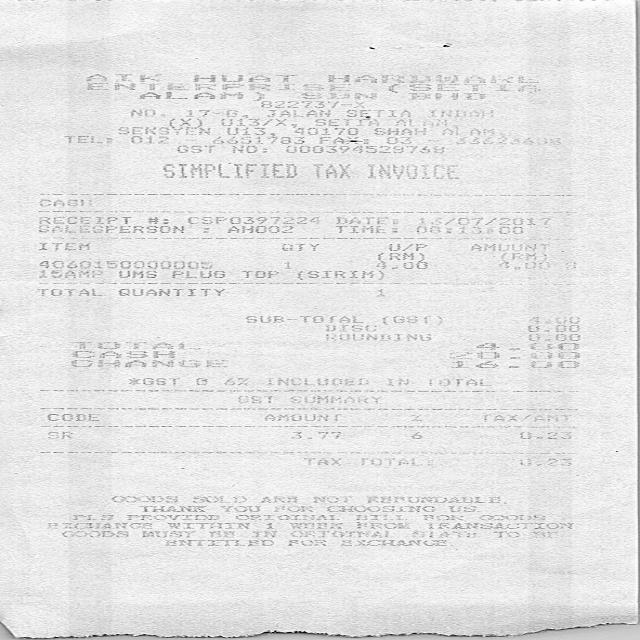 AIK HUAT HARDWARE
ENTERPRISE (SETIA
ALAM) SDN BHD
822737-X
NO. 17-G, JALAN SETIA INDAH
(X) U13/X, SETIA ALAM
SEKSYEN U13, 40170 SHAH ALAM,
TEL: 012 - 6651783 FAX: 03
GST NO: 000394528768
SIMPLIFIED TAX INVOICE
CASH
RECEIPT #: CSP0397224 DATE: /07/2017
SALESPERSON : AH002 TIME: :00
ITEM QTY U/P AMOUNT
(RM) (RM)
40601500000005 1 4.00 4.00 S
15AMP UMS PLUG TOP (SIRIM)
TOTAL QUANTITY 1
SUB-TOTAL (GST) 4.00
DISC 0.00
ROUNDING 0.00
TOTAL 4.00
CASH 20.00
CHANGE 16.00
*GST @ 6% INCLUDED IN TOTAL
GST SUMMARY
CODE AMOUNT % TAX/AMT
SR 3.77 6 0.23
TAX TOTAL: 0.23
GOODS SOLD ARE NOT REFUNDABLE,
THANK YOU FOR CHOOSING US.
PLS PROVIDE ORIGINAL BILL FOR GOODS
EXCHANGE WITHIN 1 WEEK FROM TRANSACTION
GOODS MUST BE IN ORIGINAL STATE TO BE
ENTITLED FOR EXCHANGE.